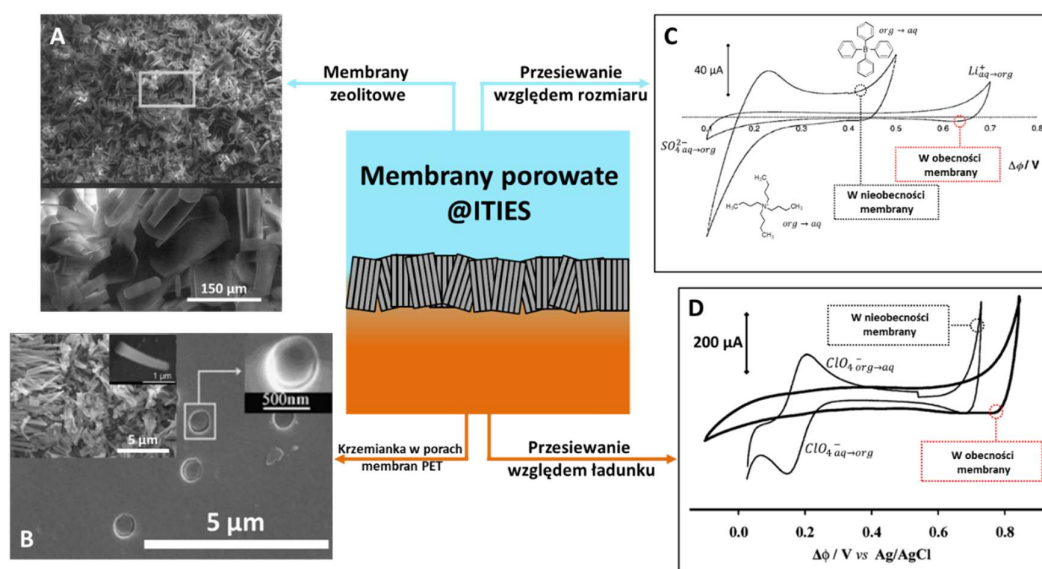 A
150 µm
Membrany
zeolitowe
Przesiewanie
względem rozmiaru
C
40 µA
org → aq
Li⁺ aq→org
0.1 0.2 0.3 0.4 0.5 0.6 0.7 0.8
SO₄²⁻ aq→org
Δϕ / V
W obecności
membrany
W nieobecności
membrany
B
H₃C
CH₃
N⁺
H₃C
CH₃
org → aq
Membrany porowate
@ITIES
1 µm
5 µm
500nm
5 µm
B
Krzemianka w porach
membran PET
Przesiewanie
względem ładunku
D
200 µA
W nieobecności
membrany
ClO₄⁻ org→aq
ClO₄⁻ aq→org
W obecności
membrany
0.0 0.2 0.4 0.6 0.8
Δϕ / V vs Ag/AgCl